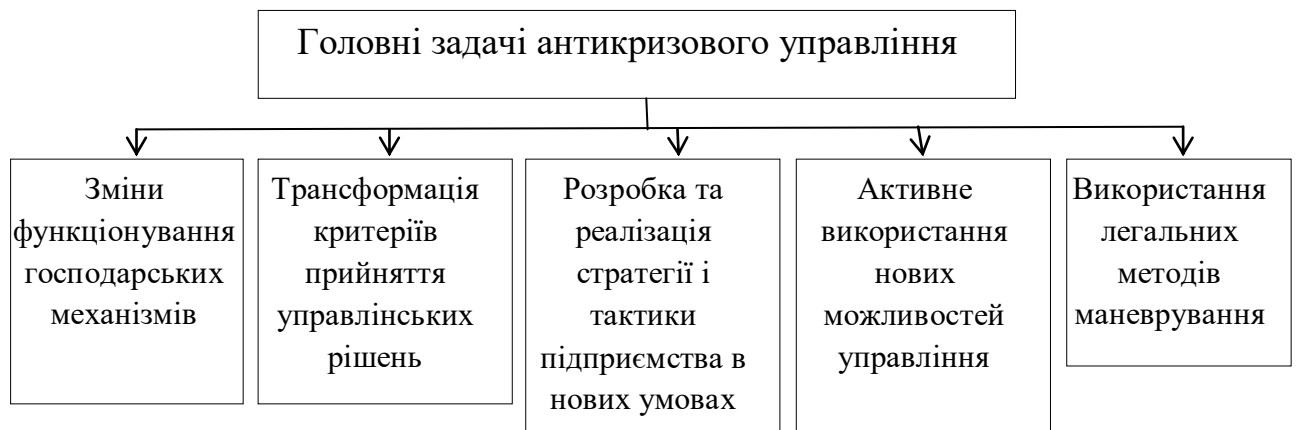 Головні задачі антикризового управління
Зміни
функціонування
господарських
механізмів
Трансформація
критеріїв
прийняття
управлінських
рішень
Розробка та
реалізація
стратегії і
тактики
підприємства в
нових умовах
Активне
використання
нових
можливостей
управління
Використання
легальних
методів
маневрування